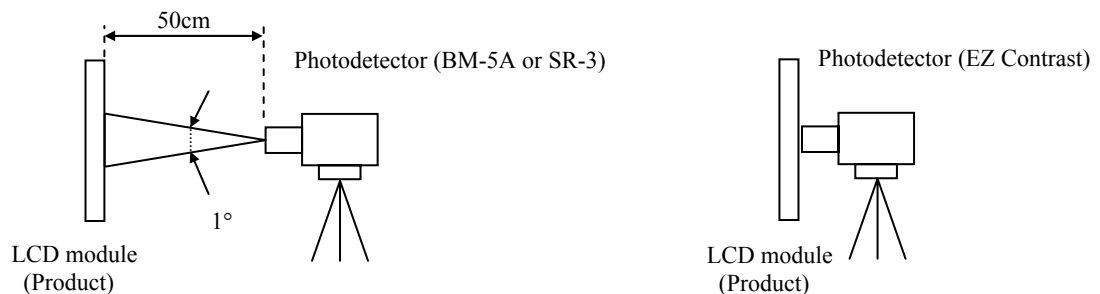 50cm
Photodetector (BM-5A or SR-3)
1°
LCD module
(Product)
Photodetector (EZ Contrast)
LCD module
(Product)